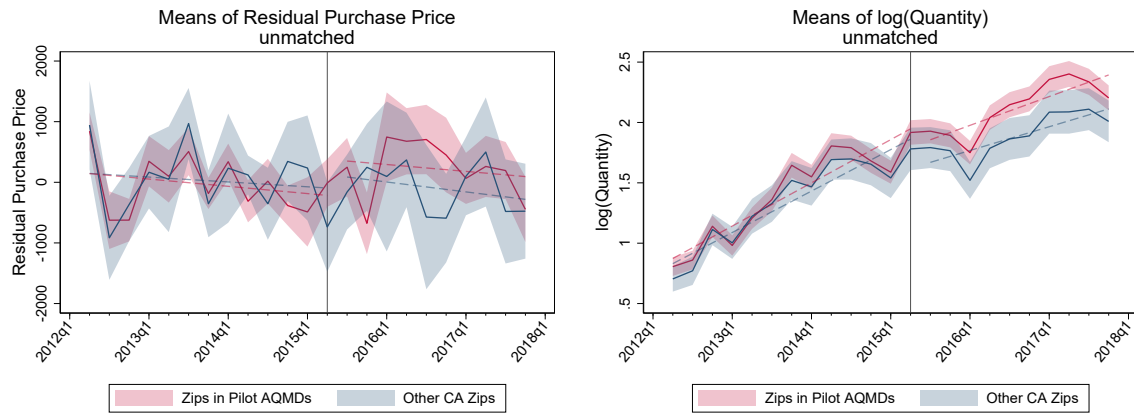 Means of Residual Purchase Price
unmatched
Residual Purchase Price
2000
1000
0
-1000
-2000
2012q1
2013q1
2014q1
2015q1
2016q1
2017q1
2018q1
Zips in Pilot AQMDs
Other CA Zips
Means of log(Quantity)
unmatched
log(Quantity)
2.5
2
1.5
1
.5
2012q1
2013q1
2014q1
2015q1
2016q1
2017q1
2018q1
Zips in Pilot AQMDs
Other CA Zips